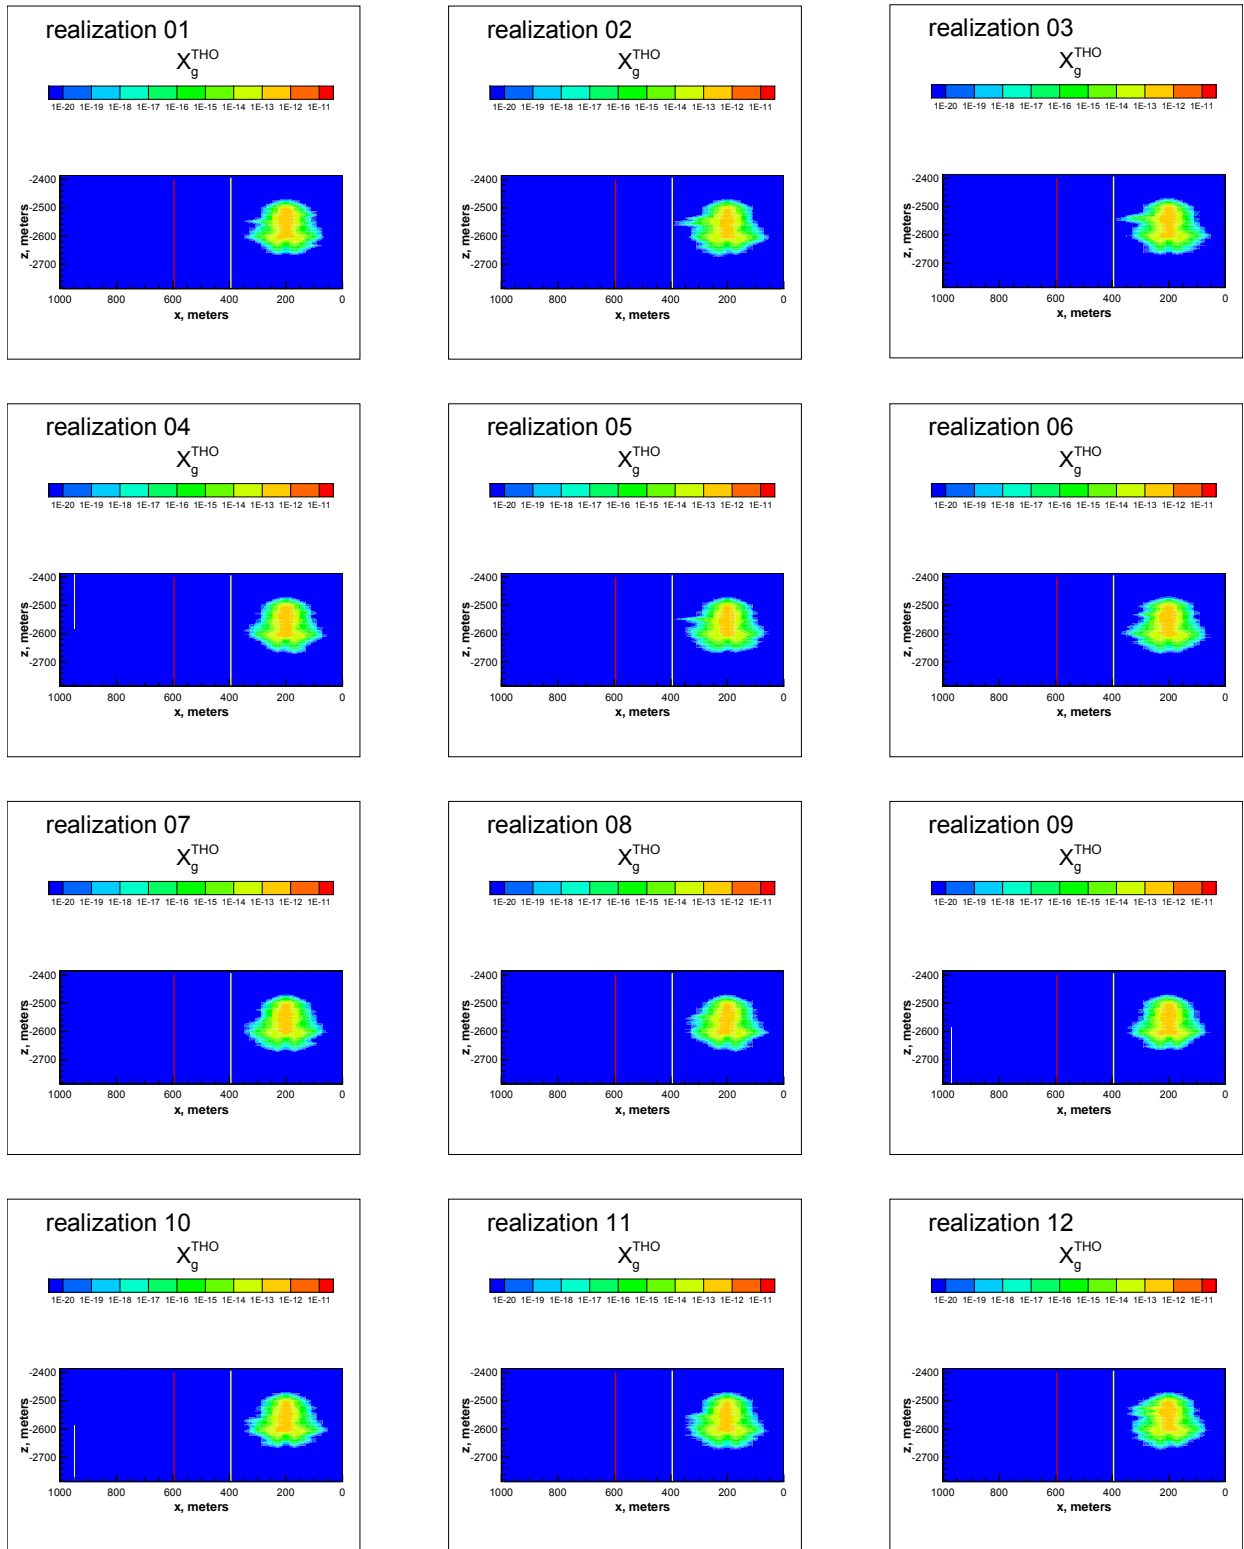 realization 01
X_g^THO
1E-20 1E-19 1E-18 1E-17 1E-16 1E-15 1E-14 1E-13 1E-12 1E-11
-2400
-2500
-2600
-2700
z, meters
1000 800 600 400 200 0
x, meters
realization 02
X_g^THO
1E-20 1E-19 1E-18 1E-17 1E-16 1E-15 1E-14 1E-13 1E-12 1E-11
-2400
-2500
-2600
-2700
z, meters
1000 800 600 400 200 0
x, meters
realization 03
X_g^THO
1E-20 1E-19 1E-18 1E-17 1E-16 1E-15 1E-14 1E-13 1E-12 1E-11
-2400
-2500
-2600
-2700
z, meters
1000 800 600 400 200 0
x, meters
realization 04
X_g^THO
1E-20 1E-19 1E-18 1E-17 1E-16 1E-15 1E-14 1E-13 1E-12 1E-11
-2400
-2500
-2600
-2700
z, meters
1000 800 600 400 200 0
x, meters
realization 05
X_g^THO
1E-20 1E-19 1E-18 1E-17 1E-16 1E-15 1E-14 1E-13 1E-12 1E-11
-2400
-2500
-2600
-2700
z, meters
1000 800 600 400 200 0
x, meters
realization 06
X_g^THO
1E-20 1E-19 1E-18 1E-17 1E-16 1E-15 1E-14 1E-13 1E-12 1E-11
-2400
-2500
-2600
-2700
z, meters
1000 800 600 400 200 0
x, meters
realization 07
X_g^THO
1E-20 1E-19 1E-18 1E-17 1E-16 1E-15 1E-14 1E-13 1E-12 1E-11
-2400
-2500
-2600
-2700
z, meters
1000 800 600 400 200 0
x, meters
realization 08
X_g^THO
1E-20 1E-19 1E-18 1E-17 1E-16 1E-15 1E-14 1E-13 1E-12 1E-11
-2400
-2500
-2600
-2700
z, meters
1000 800 600 400 200 0
x, meters
realization 09
X_g^THO
1E-20 1E-19 1E-18 1E-17 1E-16 1E-15 1E-14 1E-13 1E-12 1E-11
-2400
-2500
-2600
-2700
z, meters
1000 800 600 400 200 0
x, meters
realization 10
X_g^THO
1E-20 1E-19 1E-18 1E-17 1E-16 1E-15 1E-14 1E-13 1E-12 1E-11
-2400
-2500
-2600
-2700
z, meters
1000 800 600 400 200 0
x, meters
realization 11
X_g^THO
1E-20 1E-19 1E-18 1E-17 1E-16 1E-15 1E-14 1E-13 1E-12 1E-11
-2400
-2500
-2600
-2700
z, meters
1000 800 600 400 200 0
x, meters
realization 12
X_g^THO
1E-20 1E-19 1E-18 1E-17 1E-16 1E-15 1E-14 1E-13 1E-12 1E-11
-2400
-2500
-2600
-2700
z, meters
1000 800 600 400 200 0
x, meters